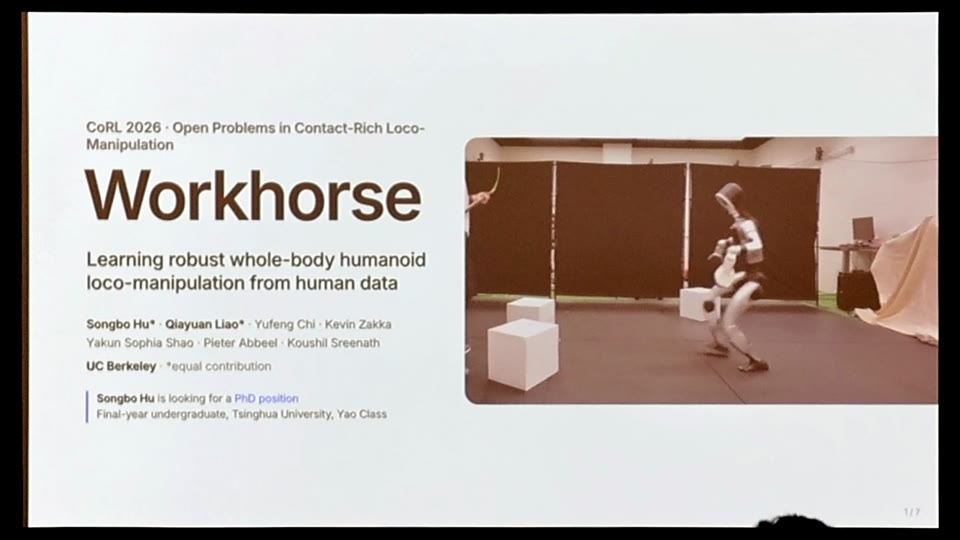 CoRL 2026 · Open Problems in Contact-Rich Loco-
Manipulation
Workhorse
Learning robust whole-body humanoid
loco-manipulation from human data
Songbo Hu* · Qiayuan Liao* · Yufeng Chi · Kevin Zakka
Yakun Sophia Shao · Pieter Abbeel · Koushil Sreenath
UC Berkeley · *equal contribution
Songbo Hu is looking for a PhD position
Final-year undergraduate, Tsinghua University, Yao Class
1 / 7